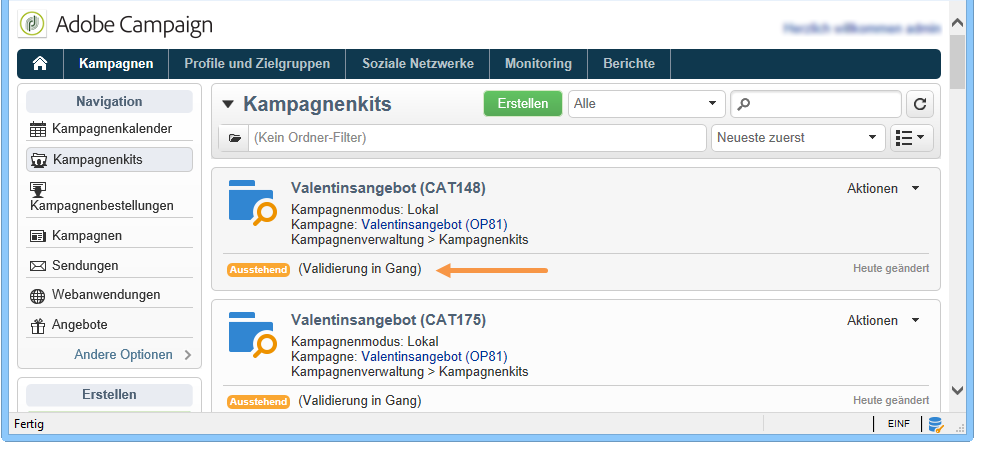 Adobe Campaign
Herzlich willkommen admin
Kampagnen Profile und Zielgruppen Soziale Netzwerke Monitoring Berichte
Navigation
Kampagnenkalender
Kampagnenkits
Kampagnenbestellungen
Kampagnen
Sendungen
Webanwendungen
Angebote
Andere Optionen
Erstellen
Kampagnenkits Erstellen Alle
(Kein Ordner-Filter) Neueste zuerst
Valentinsangebot (CAT148) Aktionen
Kampagnenmodus: Lokal
Kampagne: Valentinsangebot (OP81)
Kampagnenverwaltung > Kampagnenkits
Ausstehend (Validierung in Gang) Heute geändert
Valentinsangebot (CAT175) Aktionen
Kampagnenmodus: Lokal
Kampagne: Valentinsangebot (OP81)
Kampagnenverwaltung > Kampagnenkits
Ausstehend (Validierung in Gang) Heute geändert
Fertig EINF